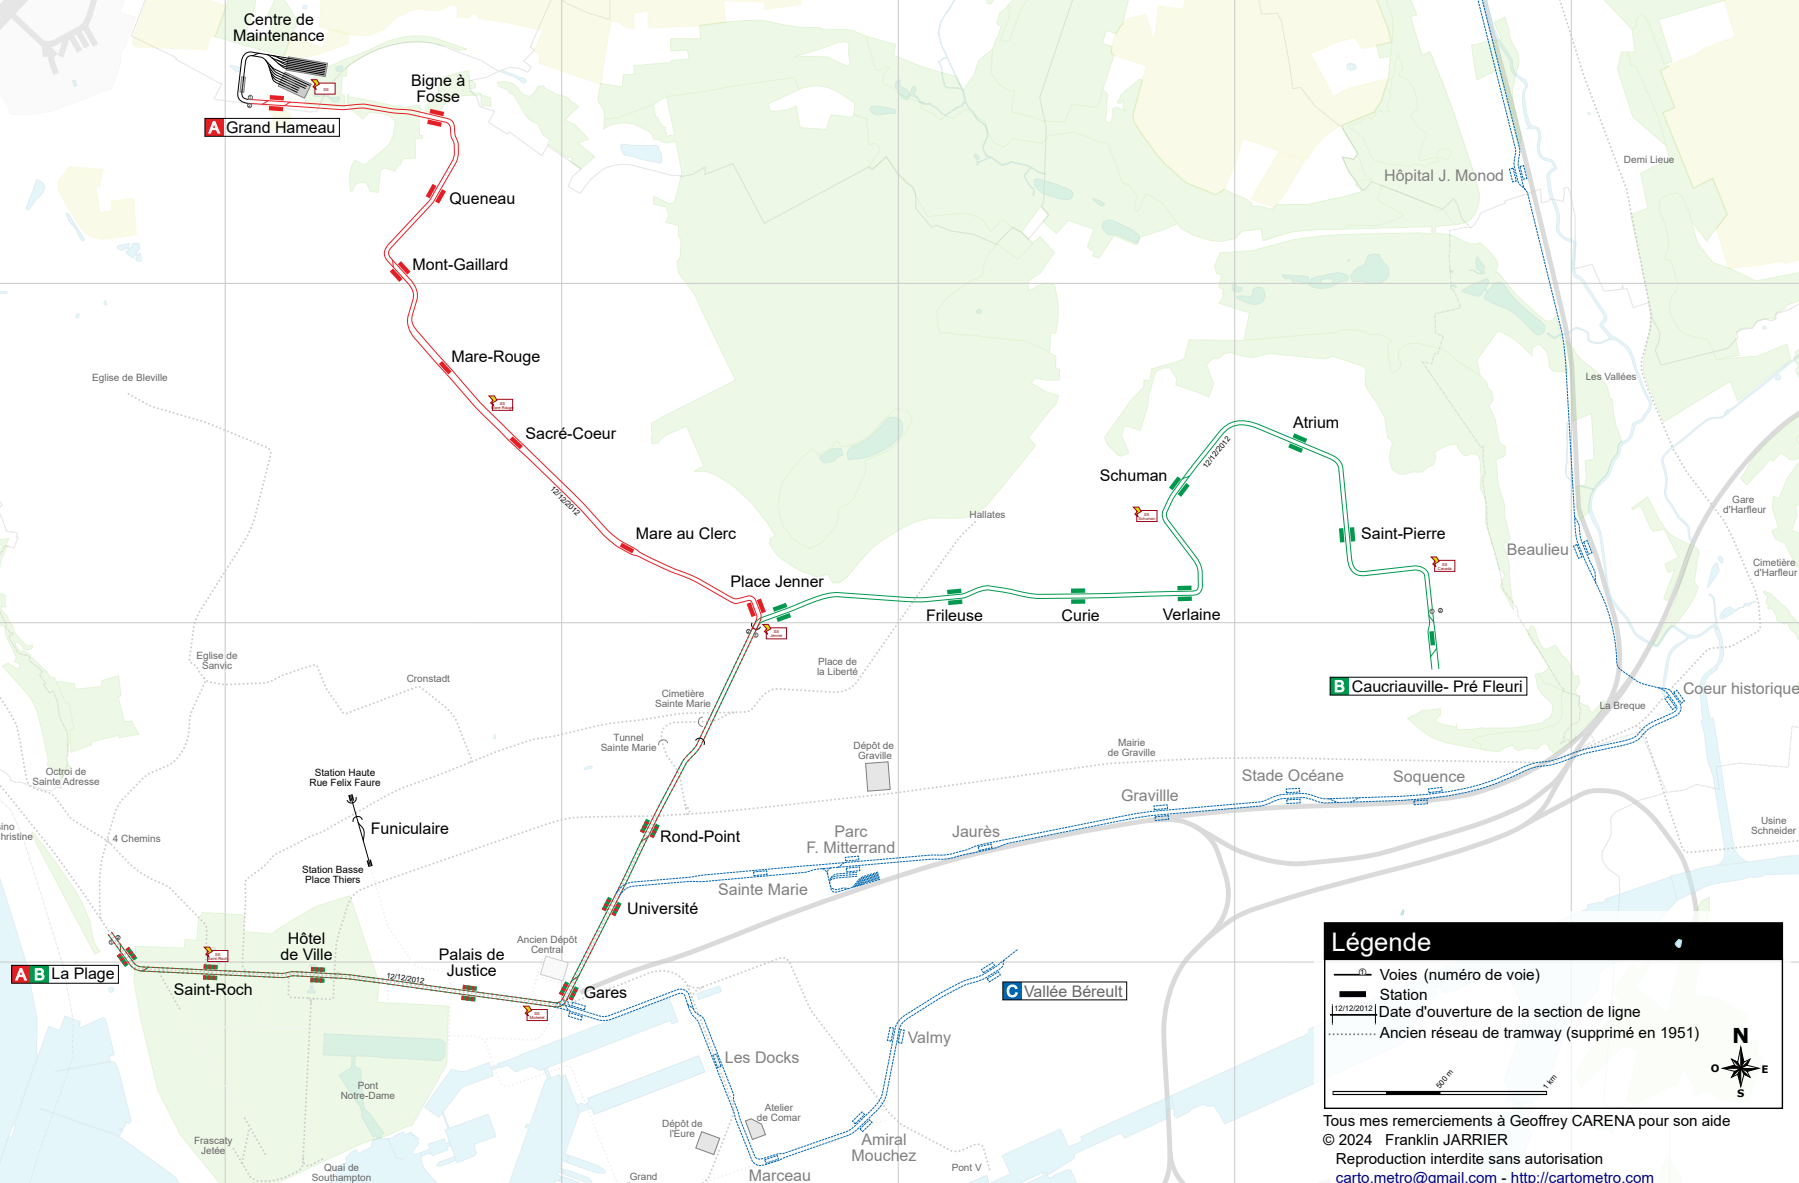 Centre de
Maintenance
Bigne à
Fosse
A Grand Hameau
Queneau
Mont-Gaillard
Mare-Rouge
Sacré-Coeur
12/12/2012
Mare au Clerc
Place Jenner
Eglise de Bleville
Hôpital J. Monod
Demi Lieue
Les Vallées
Atrium
12/12/2012
Schuman
Saint-Pierre
Hallates
Gare
d'Harfleur
Beaulieu
Cimetière
d'Harfleur
Frileuse
Curie
Verlaine
B Caucriauville- Pré Fleuri
Coeur historique
La Breque
Eglise de
Sanvic
Cronstadt
Place de
la Liberté
Cimetière
Sainte Marie
Tunnel
Sainte Marie
Dépôt de
Graville
Mairie
de Graville
Octroi de
Sainte Adresse
Station Haute
Rue Felix Faure
Funiculaire
Station Basse
Place Thiers
4 Chemins
ino
hristine
Stade Océane
Soquence
Gravillle
Jaurès
Parc
F. Mitterrand
Sainte Marie
Rond-Point
Usine
Schneider
Université
Ancien Dépôt
Central
Hôtel
de Ville
Palais de
Justice
A B La Plage
Saint-Roch
12/12/2012
Gares
C Vallée Béreult
Valmy
Les Docks
Pont
Notre-Dame
Atelier
de Comar
Dépôt de
l'Eure
Amiral
Mouchez
Frascaty
Jetée
Quai de
Southampton
Grand
Marceau
Pont V
Légende
Voies (numéro de voie)
Station
12/12/2012 Date d'ouverture de la section de ligne
Ancien réseau de tramway (supprimé en 1951)
500 m
1 km
N
O
E
S
Tous mes remerciements à Geoffrey CARENA pour son aide
© 2024 Franklin JARRIER
Reproduction interdite sans autorisation
carto.metro@gmail.com - http://cartometro.com